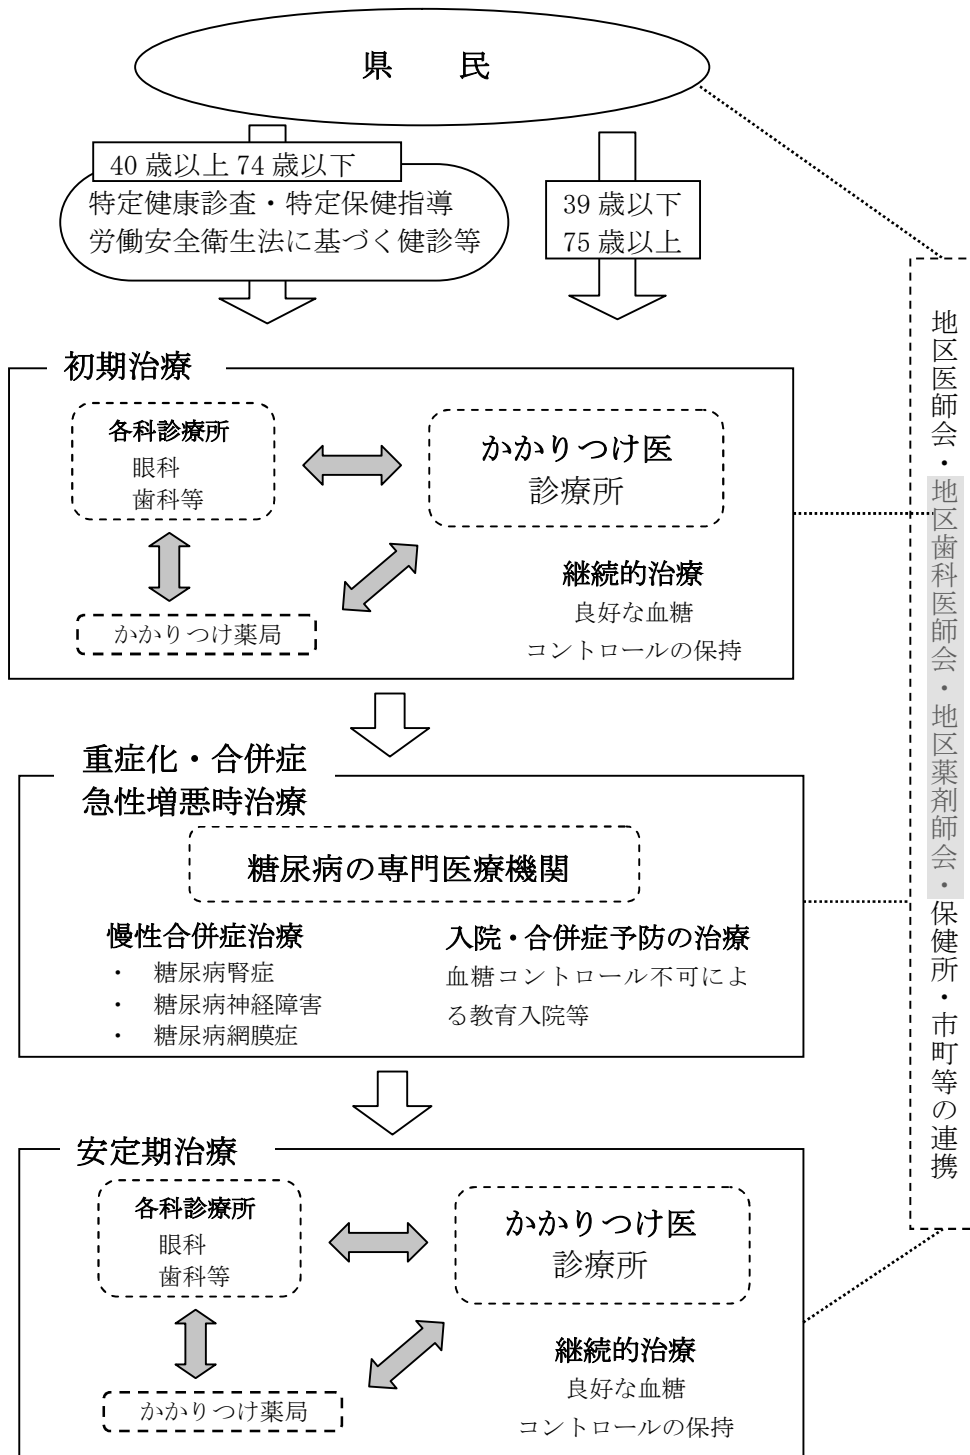 県　　民
40 歳以上 74 歳以下
特定健康診査・特定保健指導
労働安全衛生法に基づく健診等
39 歳以下
75 歳以上
初期治療
各科診療所
眼科
歯科等
かかりつけ医
診療所
かかりつけ薬局
継続的治療
良好な血糖
コントロールの保持
重症化・合併症
急性増悪時治療
糖尿病の専門医療機関
慢性合併症治療
・　糖尿病腎症
・　糖尿病神経障害
・　糖尿病網膜症
入院・合併症予防の治療
血糖コントロール不可によ
る教育入院等
安定期治療
各科診療所
眼科
歯科等
かかりつけ医
診療所
かかりつけ薬局
継続的治療
良好な血糖
コントロールの保持
地区医師会・地区歯科医師会・地区薬剤師会・保健所・市町等の連携